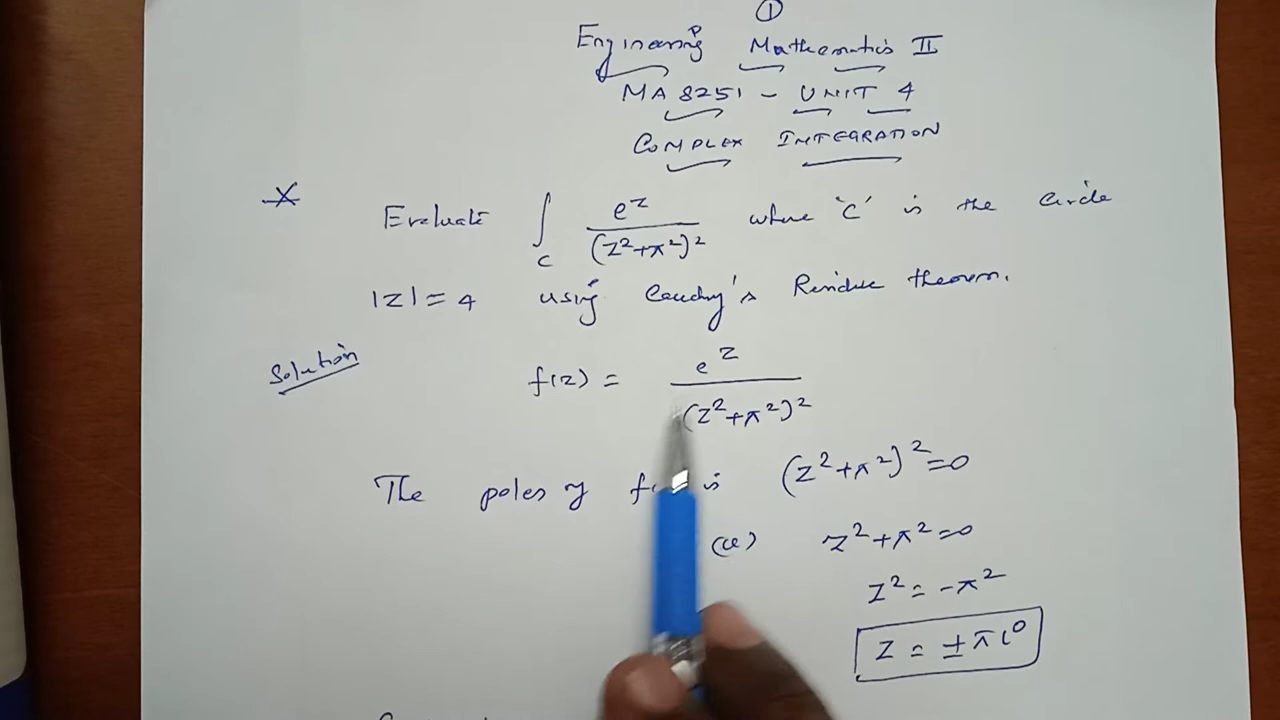 ①
Engineering Mathematics II
MA 8251 - UNIT 4
COMPLEX INTEGRATION
Evaluate ∫_C e^z/(z²+π²)² where 'C' is the circle
|z| = 4 using Cauchy's Residue theorem.
Solution
f(z) = e^z/(z²+π²)²
The poles of f is (z²+π²)²=0
(ie) z²+π²=0
z² = -π²
z = ±πi